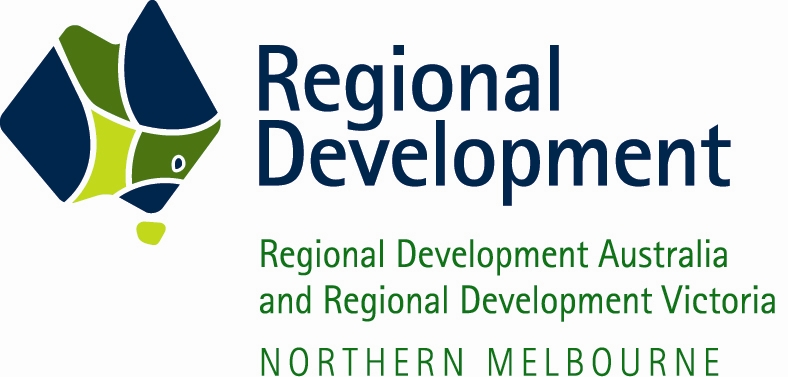 Regional
Development
Regional Development Australia
and Regional Development Victoria
NORTHERN MELBOURNE